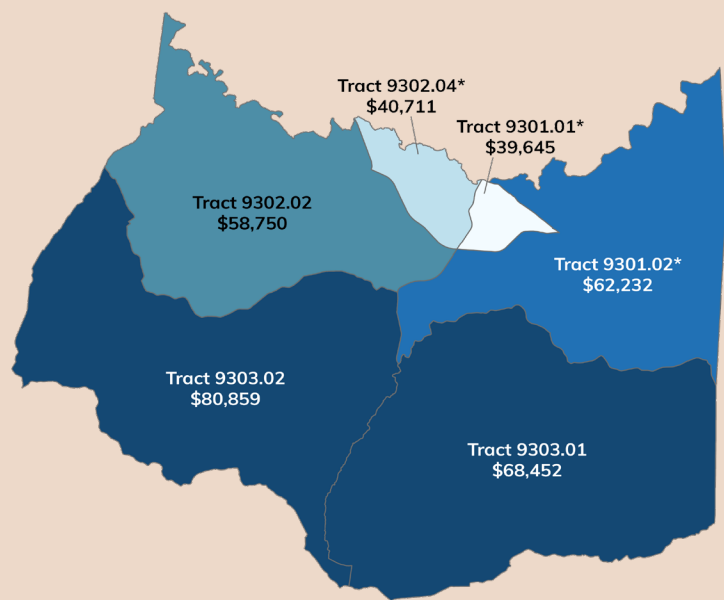 Tract 9302.04*
$40,711
Tract 9301.01*
$39,645
Tract 9302.02
$58,750
Tract 9301.02*
$62,232
Tract 9303.02
$80,859
Tract 9303.01
$68,452